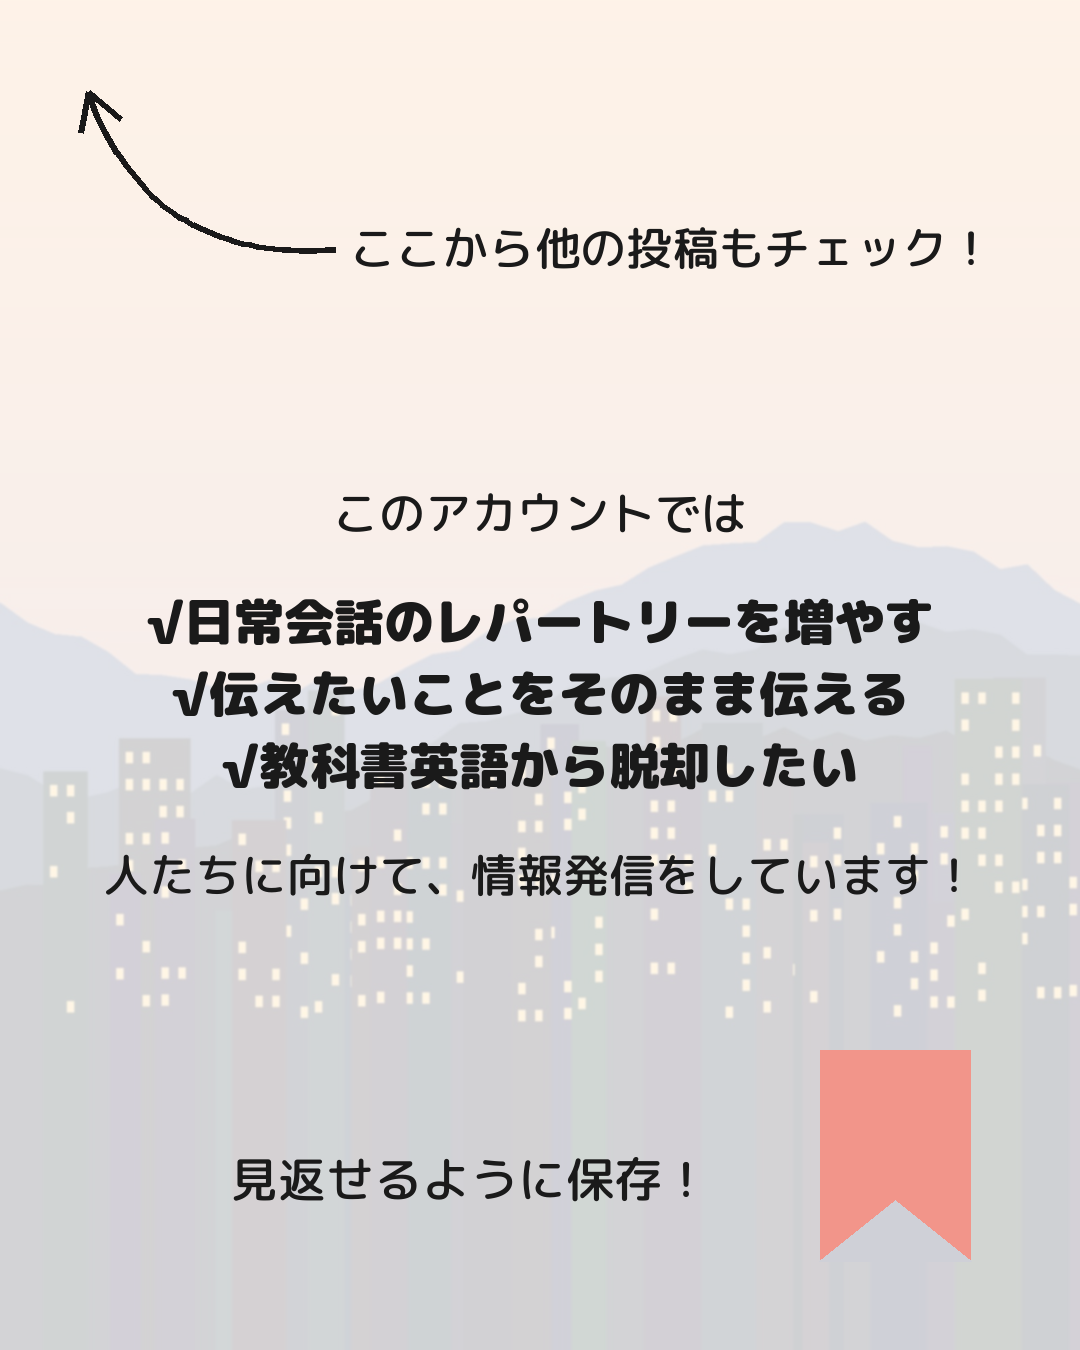 ここから他の投稿もチェック！
このアカウントでは
√日常会話のレパートリーを増やす
√伝えたいことをそのまま伝える
√教科書英語から脱却したい
人たちに向けて、情報発信をしています！
見返せるように保存！